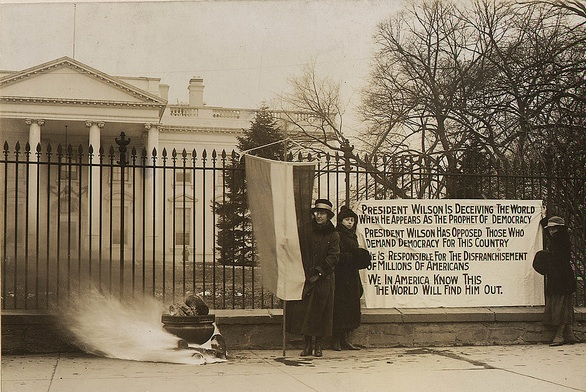 PRESIDENT WILSON IS DECEIVING THE WORLD
WHEN HE APPEARS AS THE PROPHET OF DEMOCRACY
PRESIDENT WILSON HAS OPPOSED THOSE WHO
DEMAND DEMOCRACY FOR THIS COUNTRY
HE IS RESPONSIBLE FOR THE DISFRANCHISEMENT
OF MILLIONS OF AMERICANS
WE IN AMERICA KNOW THIS
THE WORLD WILL FIND HIM OUT.